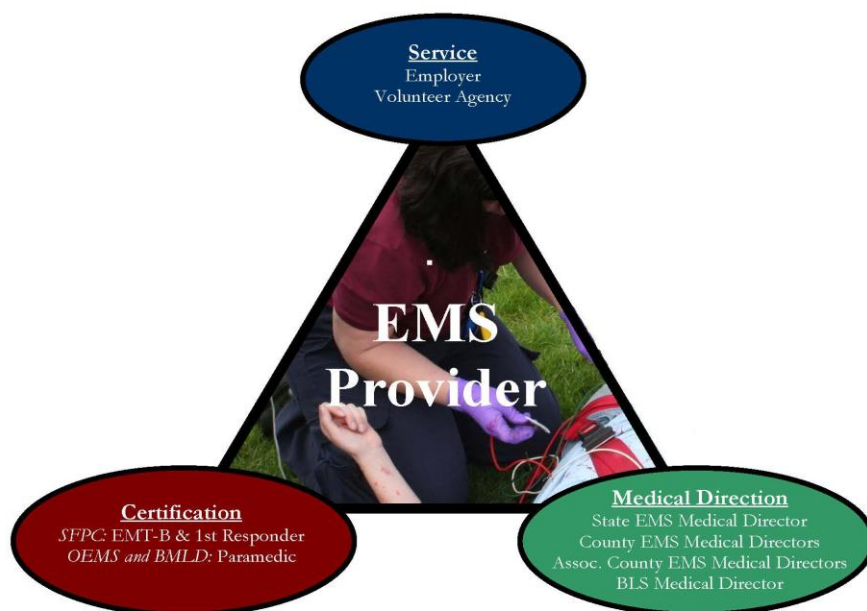 Service
Employer
Volunteer Agency
EMS
Provider
Certification
SFPC: EMT-B & 1st Responder
OEMS and BMLD: Paramedic
Medical Direction
State EMS Medical Director
County EMS Medical Directors
Assoc. County EMS Medical Directors
BLS Medical Director